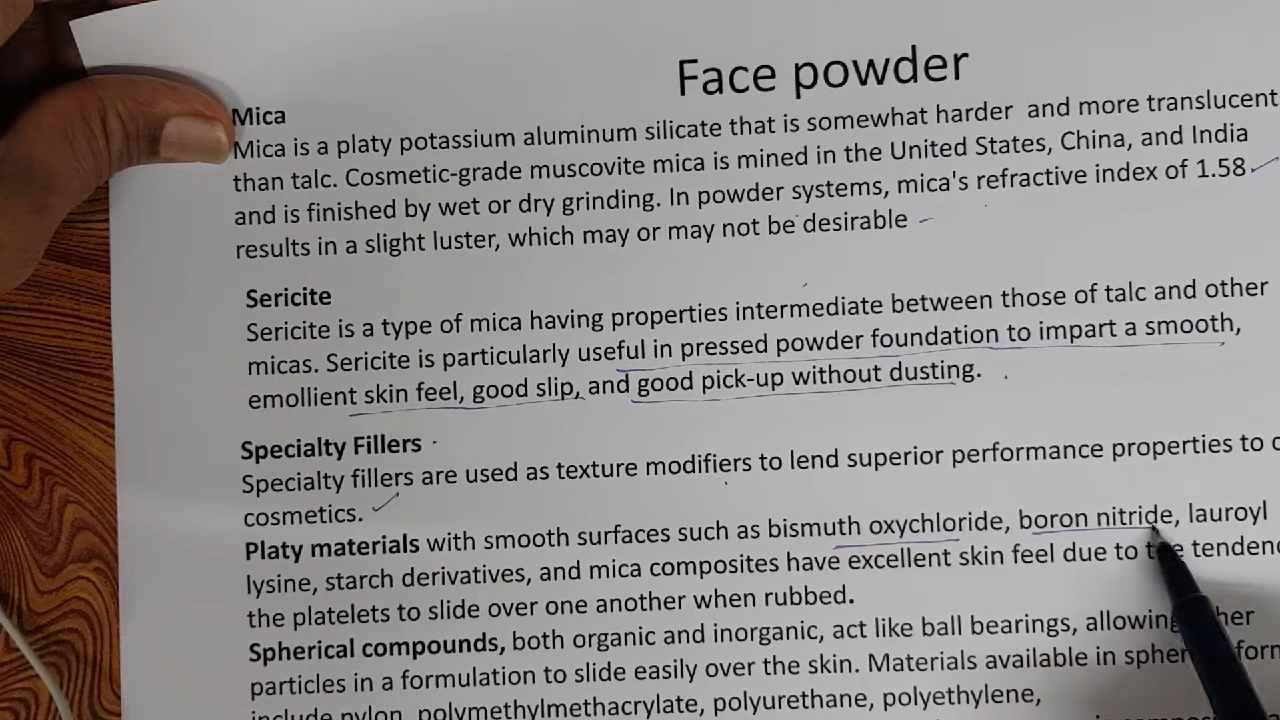 Face powder
Mica
Mica is a platy potassium aluminum silicate that is somewhat harder and more translucent
than talc. Cosmetic-grade muscovite mica is mined in the United States, China, and India
and is finished by wet or dry grinding. In powder systems, mica's refractive index of 1.58
results in a slight luster, which may or may not be desirable
Sericite
Sericite is a type of mica having properties intermediate between those of talc and other
micas. Sericite is particularly useful in pressed powder foundation to impart a smooth,
emollient skin feel, good slip, and good pick-up without dusting.
Specialty Fillers
Specialty fillers are used as texture modifiers to lend superior performance properties to
cosmetics.
Platy materials with smooth surfaces such as bismuth oxychloride, boron nitride, lauroyl
lysine, starch derivatives, and mica composites have excellent skin feel due to
the platelets to slide over one another when rubbed.
Spherical compounds, both organic and inorganic, act like ball bearings, allowing
particles in a formulation to slide easily over the skin. Materials available in
include nylon, polymethylmethacrylate, polyurethane, polyethylene,